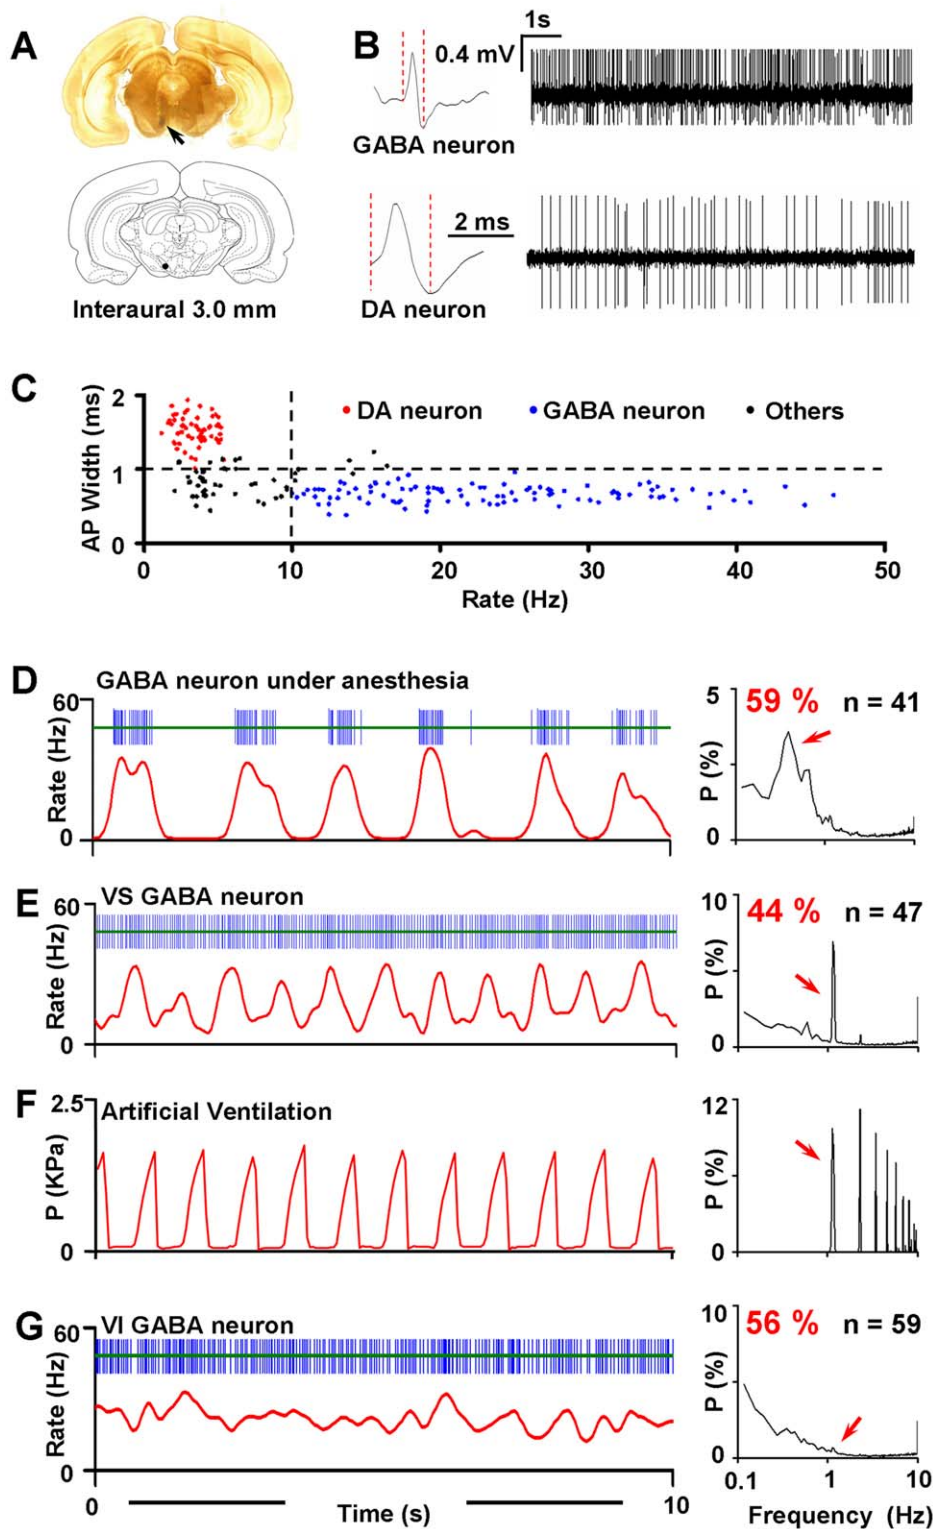 A
Interaural 3.0 mm
B
1s
0.4 mV
GABA neuron
2 ms
DA neuron
C
AP Width (ms)
2
1
0
DA neuron
GABA neuron
Others
0
10
20
30
40
50
Rate (Hz)
D
GABA neuron under anesthesia
60
Rate (Hz)
0
5
59 %
n = 41
P (%)
0
E
VS GABA neuron
60
Rate (Hz)
0
10
44 %
n = 47
P (%)
0
F
2.5
Artificial Ventilation
P (KPa)
0
12
P (%)
0
G
VI GABA neuron
60
Rate (Hz)
0
10
56 %
n = 59
P (%)
0
0
Time (s)
10
0.1
1
10
Frequency (Hz)